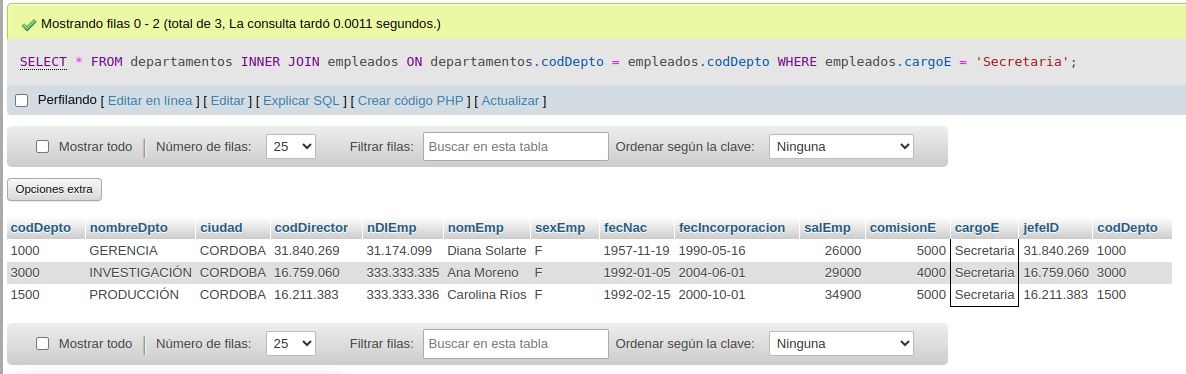 Mostrando filas 0 - 2 (total de 3, La consulta tardó 0.0011 segundos.)
SELECT * FROM departamentos INNER JOIN empleados ON departamentos.codDepto = empleados.codDepto WHERE empleados.cargoE = 'Secretaria';
Perfilando [ Editar en línea ] [ Editar ] [ Explicar SQL ] [ Crear código PHP ] [ Actualizar ]
Mostrar todo | Número de filas: 25 Filtrar filas: Buscar en esta tabla Ordenar según la clave: Ninguna
Opciones extra
codDepto nombreDpto ciudad codDirector nDIEmp nomEmp sexEmp fecNac fecIncorporacion salEmp comisionE cargoE jefeID codDepto
1000 GERENCIA CORDOBA 31.840.269 31.174.099 Diana Solarte F 1957-11-19 1990-05-16 26000 5000 Secretaria 31.840.269 1000
3000 INVESTIGACIÓN CORDOBA 16.759.060 333.333.335 Ana Moreno F 1992-01-05 2004-06-01 29000 4000 Secretaria 16.759.060 3000
1500 PRODUCCIÓN CORDOBA 16.211.383 333.333.336 Carolina Ríos F 1992-02-15 2000-10-01 34900 5000 Secretaria 16.211.383 1500
Mostrar todo | Número de filas: 25 Filtrar filas: Buscar en esta tabla Ordenar según la clave: Ninguna